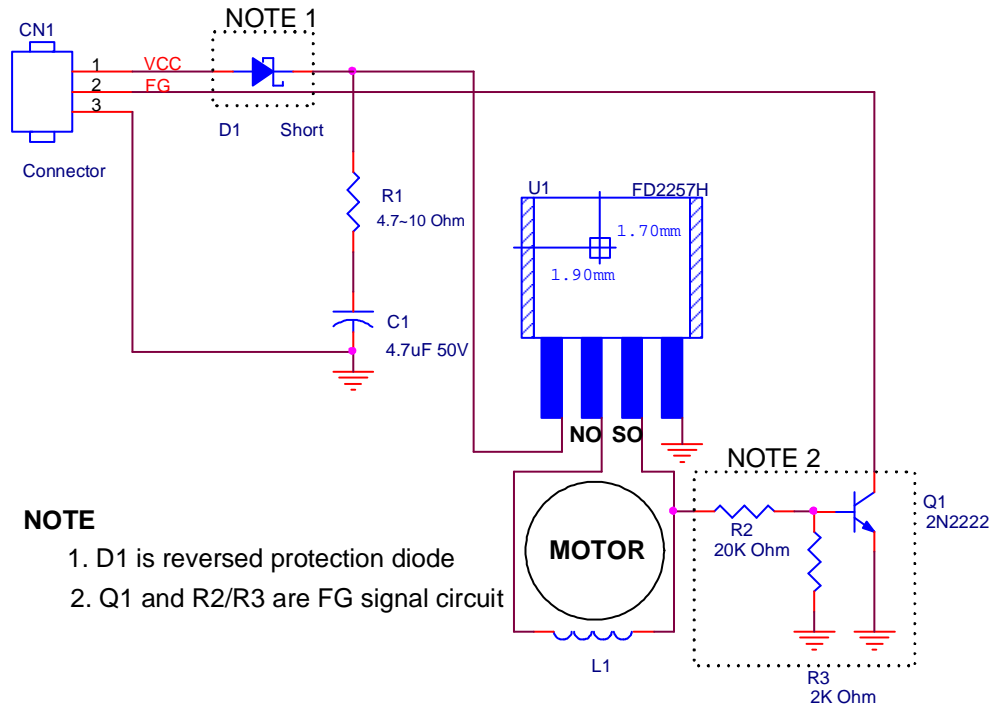 NOTE 1
CN1
1 VCC
2 FG
3
D1 Short
Connector
R1
4.7~10 Ohm
U1 FD2257H
1.70mm
1.90mm
C1
4.7uF 50V
NO SO
NOTE 2
Q1
2N2222
R2
20K Ohm
MOTOR
L1
R3
2K Ohm
NOTE
1. D1 is reversed protection diode
2. Q1 and R2/R3 are FG signal circuit